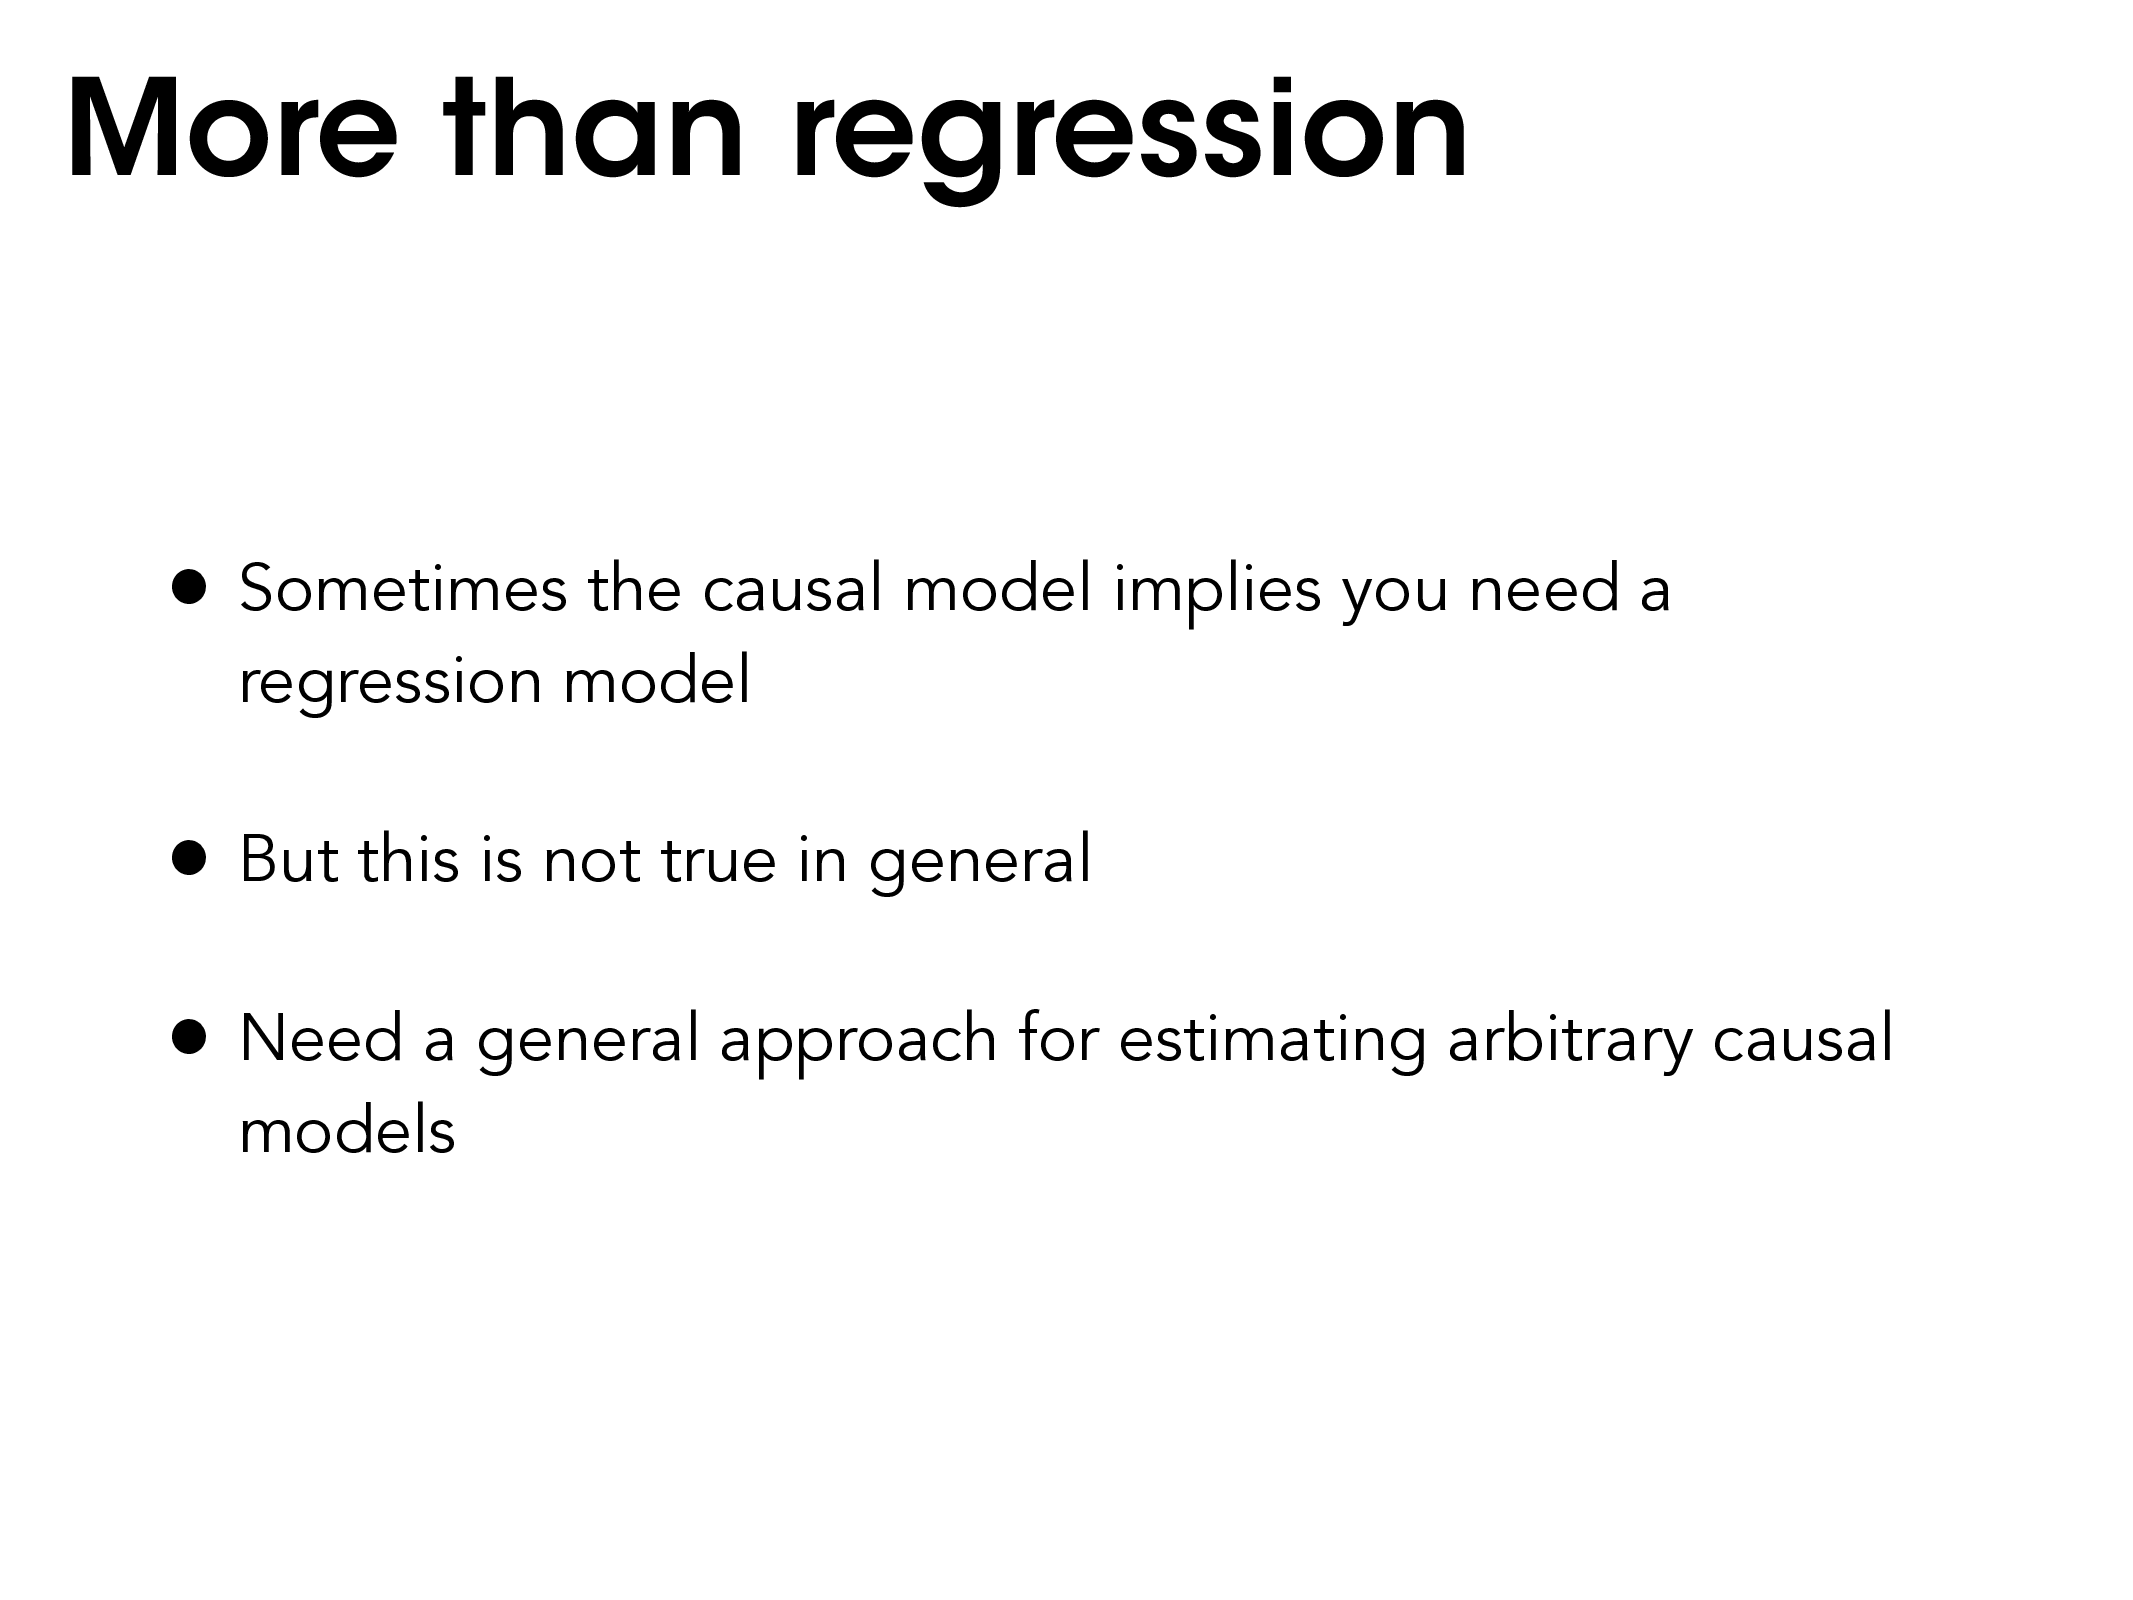 More than regression
• Sometimes the causal model implies you need a
regression model
• But this is not true in general
• Need a general approach for estimating arbitrary causal
models